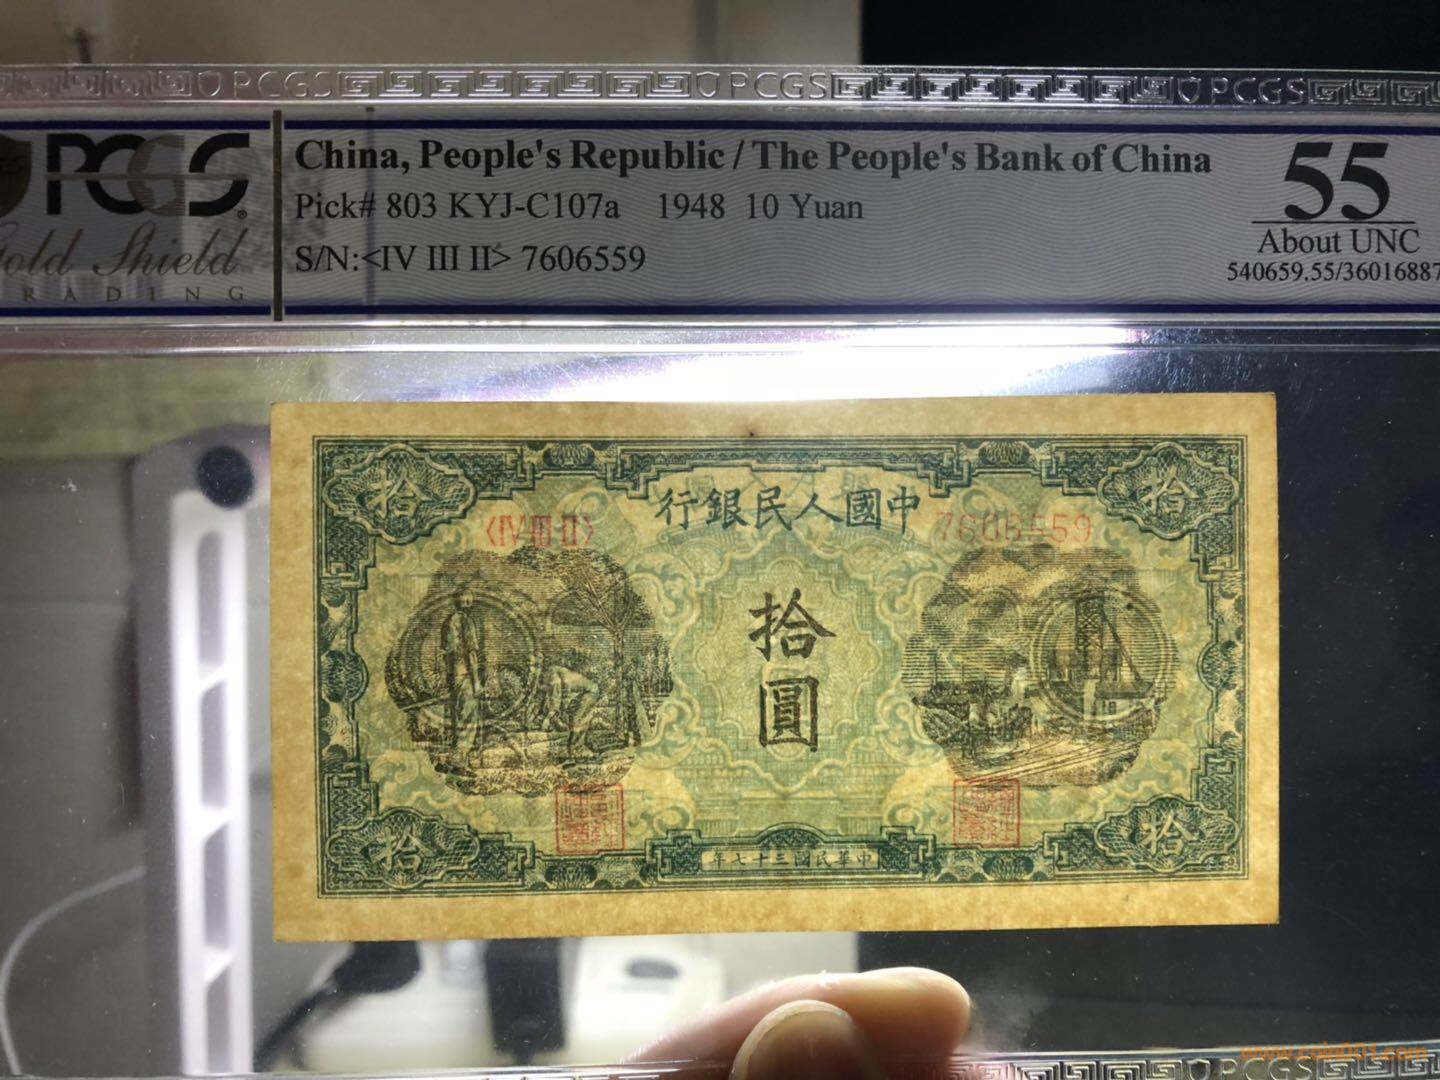 PCGS PCGS PCGS
PCGS
Gold Shield
TRADING
China, People's Republic / The People's Bank of China
Pick# 803 KYJ-C107a 1948 10 Yuan
S/N:<IV III II> 7606559
55
About UNC
540659.55/36016887
拾 拾
行銀民人國中
<IV III II> 7606559
拾
圓
拾 拾
年七十三國民華中
PCGS